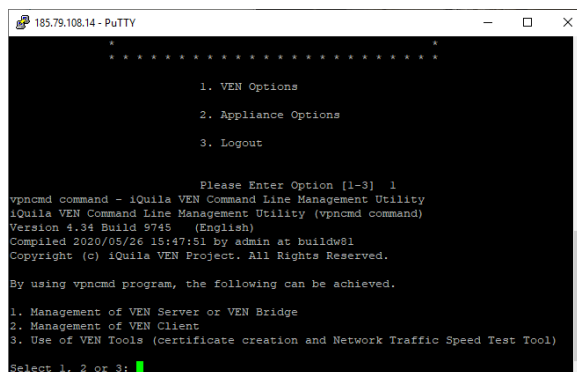 185.79.108.14 - PuTTY
* *
* * * * * * * * * * * * * * * * * * * * * * * *
1. VEN Options
2. Appliance Options
3. Logout
Please Enter Option [1-3] 1
vpncmd command - iQuila VEN Command Line Management Utility
iQuila VEN Command Line Management Utility (vpncmd command)
Version 4.34 Build 9745 (English)
Compiled 2020/05/26 15:47:51 by admin at buildw81
Copyright (c) iQuila VEN Project. All Rights Reserved.
By using vpncmd program, the following can be achieved.
1. Management of VEN Server or VEN Bridge
2. Management of VEN Client
3. Use of VEN Tools (certificate creation and Network Traffic Speed Test Tool)
Select 1, 2 or 3: